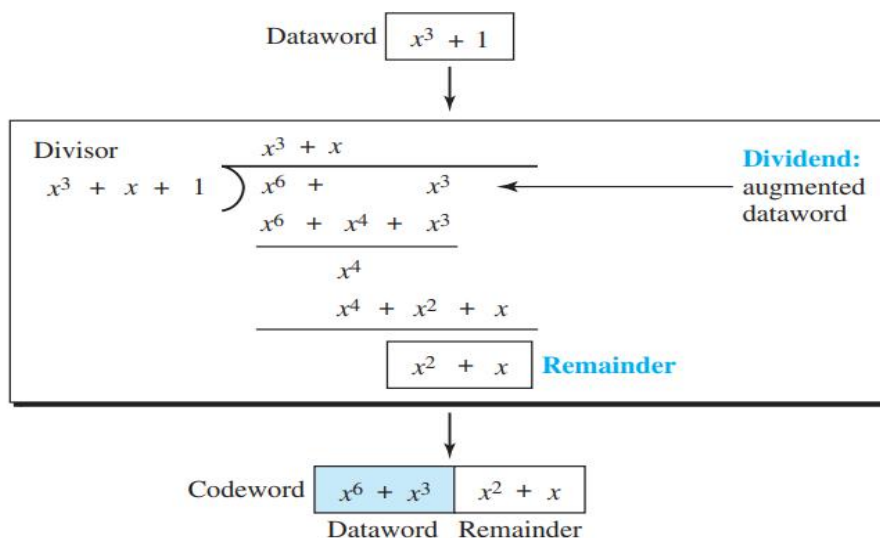 Dataword x³ + 1
Divisor x³ + x
x³ + x + 1 x⁶ + x³
Dividend:
augmented
dataword
x⁶ + x⁴ + x³
x⁴
x⁴ + x² + x
x² + x Remainder
Codeword x⁶ + x³ x² + x
Dataword Remainder